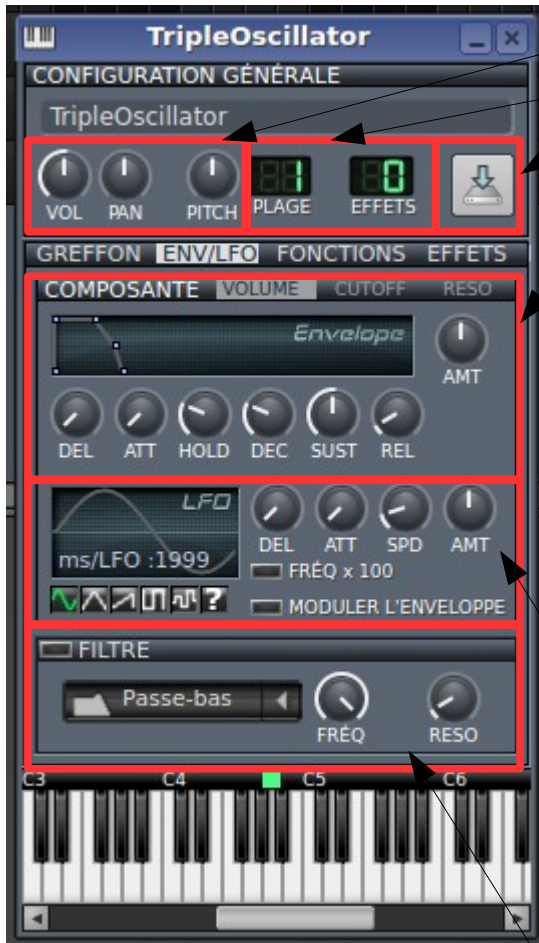 TripleOscillator
CONFIGURATION GÉNÉRALE
TripleOscillator
VOL PAN PITCH 1 PLAGE 0 EFFETS
GREFFON ENV/LFO FONCTIONS EFFETS
COMPOSANTE VOLUME CUTOFF RESO
Envelope
AMT
DEL ATT HOLD DEC SUST REL
LFO
ms/LFO :1999
DEL ATT SPD AMT
FRÉQ x 100
?
MODULER L'ENVELOPPE
FILTRE
Passe-bas
FRÉQ RESO
C3 C4 C5 C6